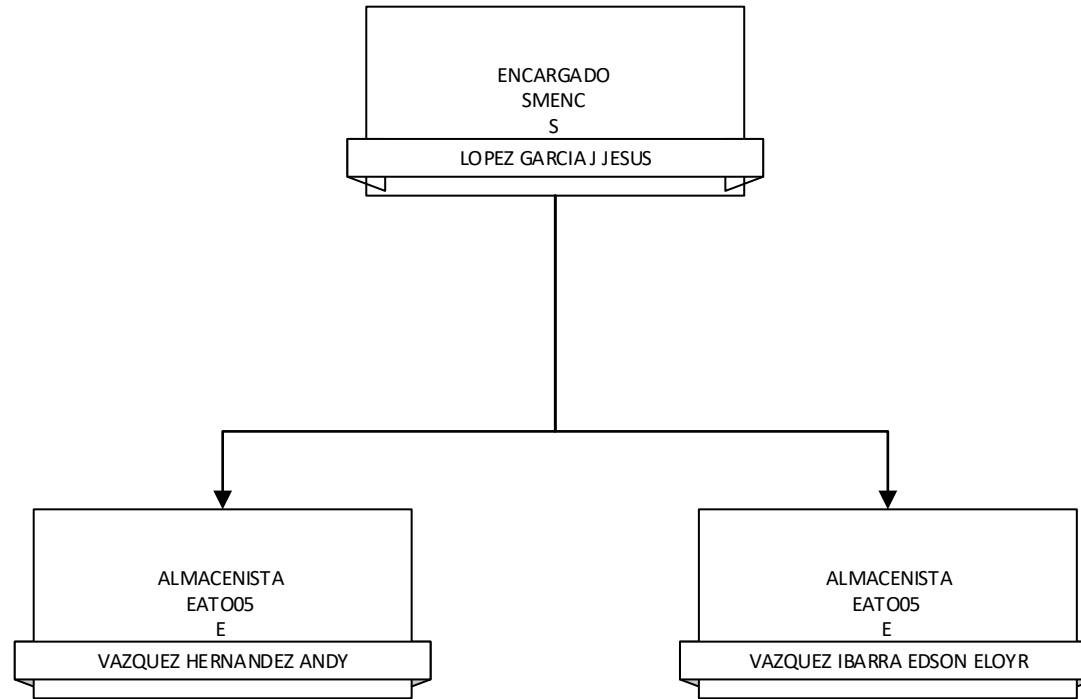 ENCARGADO
SMENC
S
LOPEZ GARCIA J JESUS
ALMACENISTA
EATO05
E
VAZQUEZ HERNANDEZ ANDY
ALMACENISTA
EATO05
E
VAZQUEZ IBARRA EDSON ELOYR